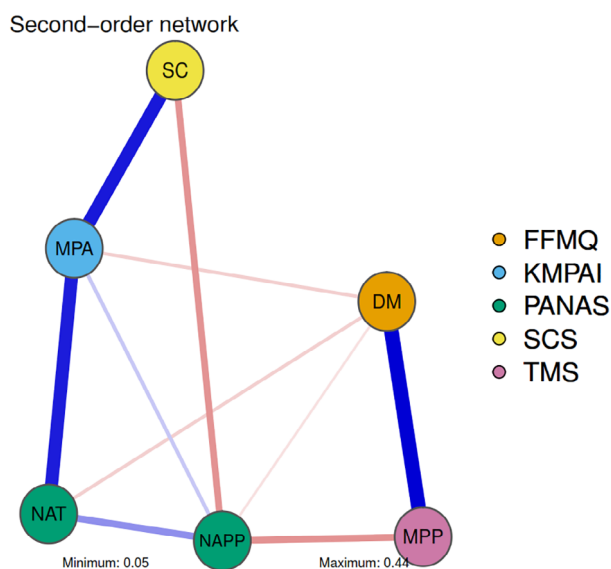 Second−order network
SC
MPA
DM
NAT
NAPP
MPP
Minimum: 0.05
Maximum: 0.44
FFMQ
KMPAI
PANAS
SCS
TMS